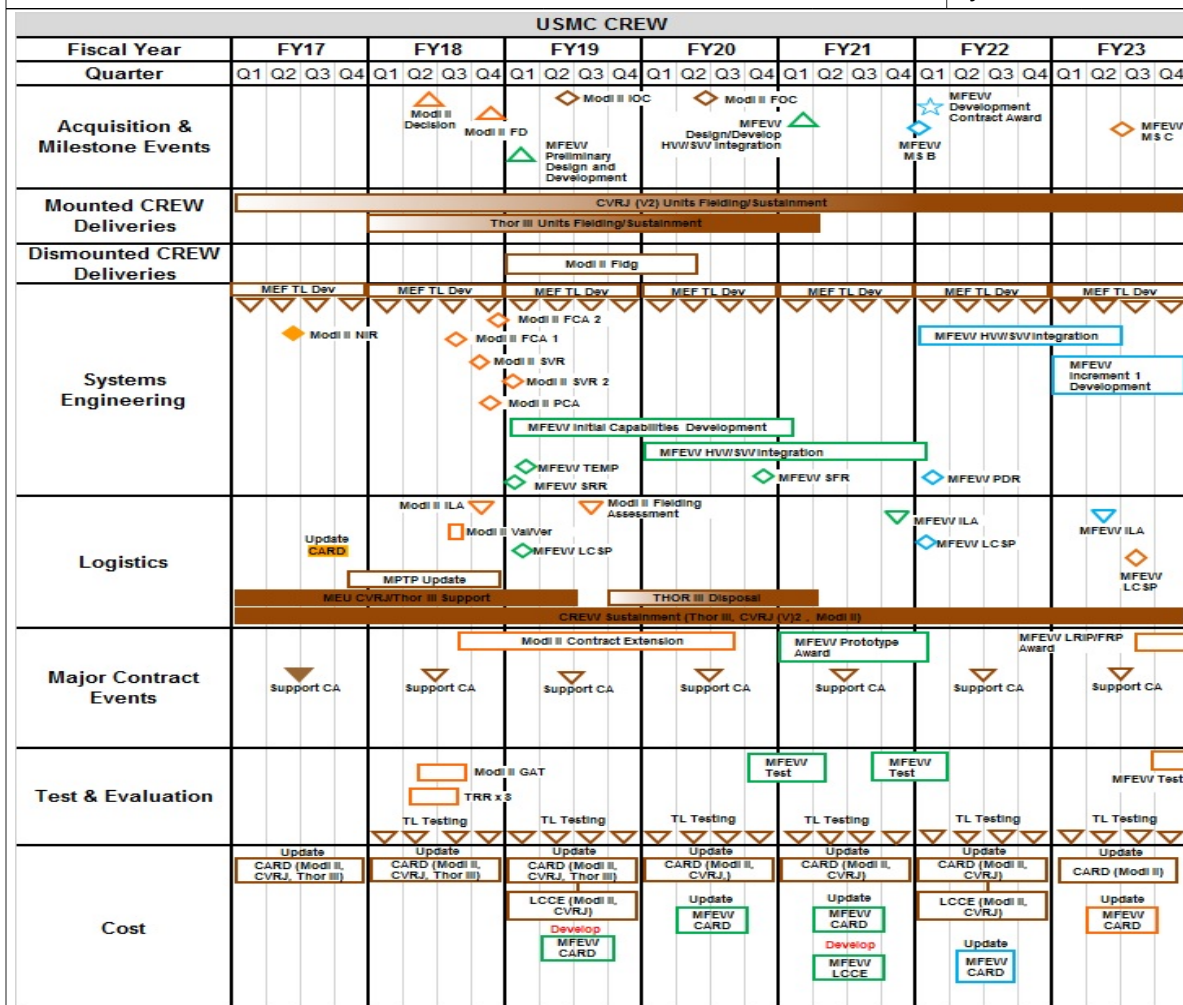 USMC CREW
Fiscal Year FY17 FY18 FY19 FY20 FY21 FY22 FY23
Quarter Q1 Q2 Q3 Q4 Q1 Q2 Q3 Q4 Q1 Q2 Q3 Q4 Q1 Q2 Q3 Q4 Q1 Q2 Q3 Q4 Q1 Q2 Q3 Q4 Q1 Q2 Q3 Q4
Acquisition &
Milestone Events
Modi II
Decision
Modi II FD
Modi II IOC
MFEW
Preliminary
Design and
Development
Modi II FOC
MFEW
Design/Develop
HW/SW Integration
MFEW
Development
Contract Award
MFEW
MS B
MFEW
MS C
Mounted CREW
Deliveries
CVRJ (V2) Units Fielding/Sustainment
Thor III Units Fielding/Sustainment
Dismounted CREW
Deliveries
Modi II Fldg
Systems
Engineering
MEF TL Dev MEF TL Dev MEF TL Dev MEF TL Dev MEF TL Dev MEF TL Dev MEF TL Dev
Modi II FCA 2
Modi II NIR
Modi II FCA 1
MFEW HW/SW Integration
Modi II SVR
MFEW
Increment 1
Development
Modi II SVR 2
Modi II PCA
MFEW Initial Capabilities Development
MFEW HW/SW Integration
MFEW TEMP
MFEW SRR
MFEW SFR
MFEW PDR
Logistics
Modi II ILA
Modi II Fielding
Assessment
MFEW ILA
MFEW ILA
Modi II Val/Ver
Update
CARD
MFEW LCSP
MFEW LCSP
MFEW
LCSP
MPTP Update
MEU CVRJ/Thor III Support
THOR III Disposal
CREW Sustainment (Thor III, CVRJ (V)2 , Modi II)
Major Contract
Events
Modi II Contract Extension
MFEW Prototype
Award
MFEW LRIP/FRP
Award
Support CA Support CA Support CA Support CA Support CA Support CA Support CA
Test & Evaluation
Modi II GAT
TRR x 3
MFEW
Test
MFEW
Test
MFEW Test
TL Testing TL Testing TL Testing TL Testing TL Testing TL Testing
Cost
Update Update Update Update Update Update Update
CARD (Modi II,
CVRJ, Thor III)
CARD (Modi II,
CVRJ, Thor III)
CARD (Modi II,
CVRJ, Thor III)
CARD (Modi II,
CVRJ,)
CARD (Modi II,
CVRJ)
CARD (Modi II,
CVRJ)
CARD (Modi II)
LCCE (Modi II,
CVRJ)
Develop
MFEW
CARD
Update
MFEW
CARD
Update
MFEW
CARD
Develop
MFEW
LCCE
LCCE (Modi II,
CVRJ)
Update
MFEW
CARD
Update
MFEW
CARD